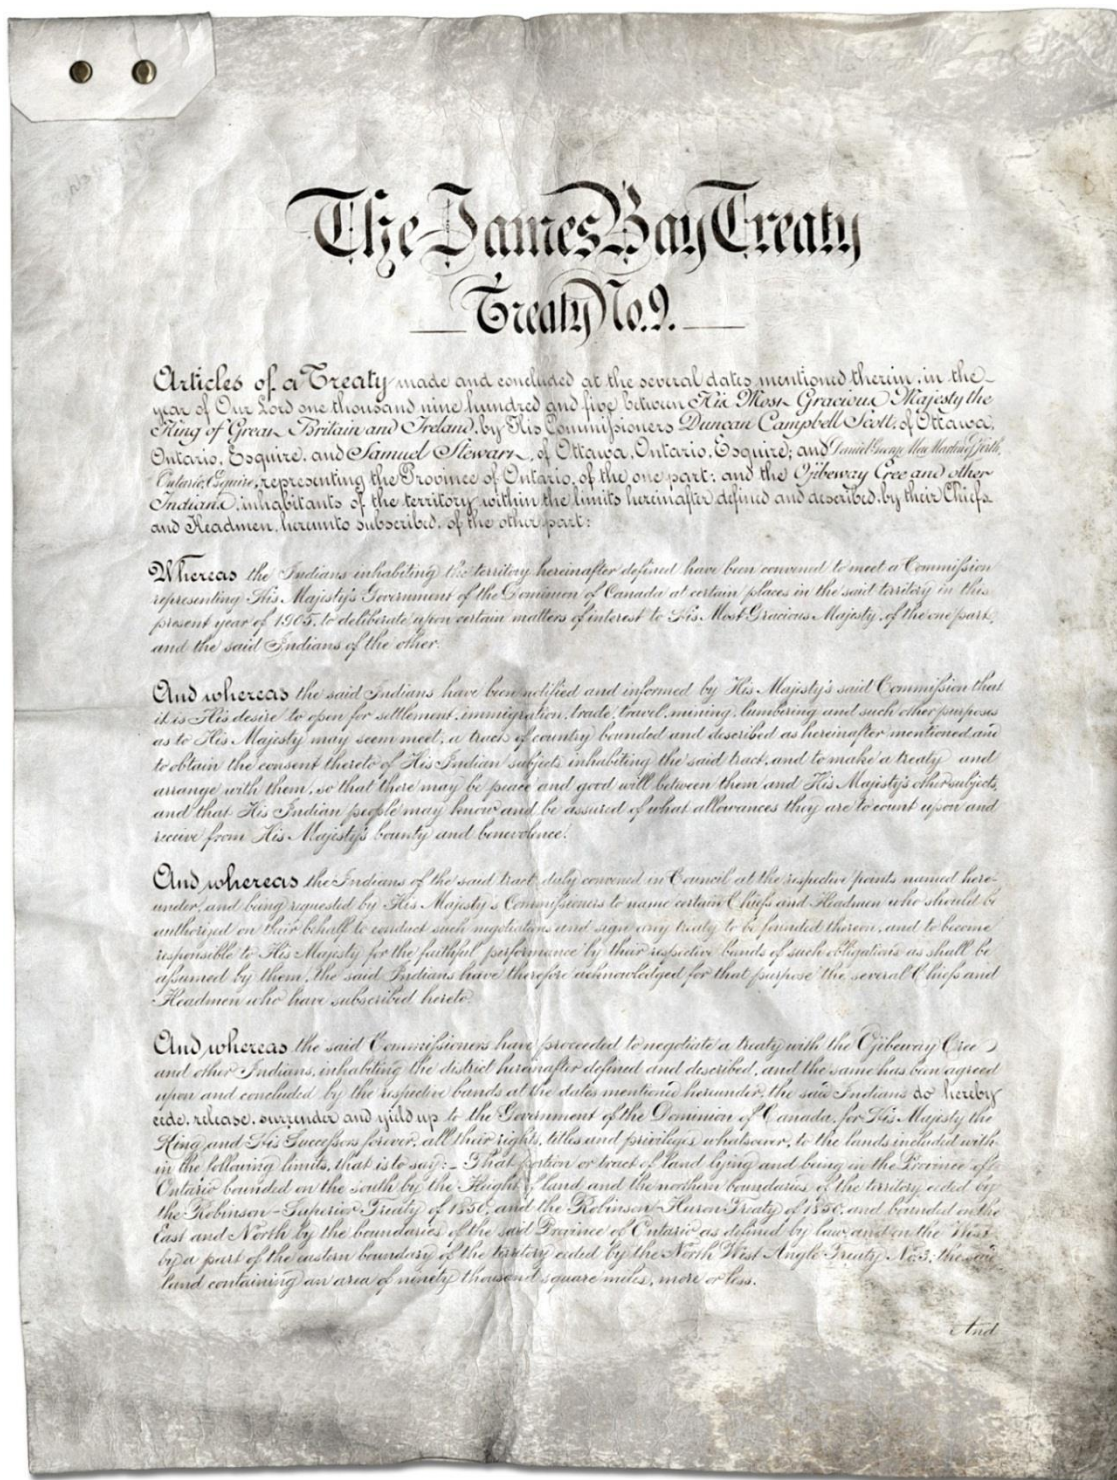 The James Bay Treaty
Treaty No. 9.
Articles of a Treaty made and concluded at the several dates mentioned therein, in the
year of Our Lord one thousand nine hundred and five between His Most Gracious Majesty the
King of Great Britain and Ireland, by His Commissioners Duncan Campbell Scott, of Ottawa,
Ontario, Esquire, and Samuel Stewart, of Ottawa, Ontario, Esquire; and Daniel George MacMartin, of Perth,
Ontario, Esquire, representing the Province of Ontario, of the one part; and the Ojibeway Cree and other
Indians, inhabitants of the territory within the limits hereinafter defined and described, by their Chiefs
and Headmen, hereunto subscribed, of the other part:
Whereas the Indians inhabiting the territory hereinafter defined have been convened to meet a Commission
representing His Majesty's Government of the Dominion of Canada at certain places in the said territory in this
present year of 1905, to deliberate upon certain matters of interest to His Most Gracious Majesty, of the one part,
and the said Indians of the other.
And whereas the said Indians have been notified and informed by His Majesty's said Commission that
it is His desire to open for settlement, immigration, trade, travel, mining, lumbering and such other purposes
as to His Majesty may seem meet, a tract of country bounded and described as hereinafter mentioned and
to obtain the consent thereto of His Indian subjects inhabiting the said tract, and to make a treaty and
arrange with them, so that there may be peace and good will between them and His Majesty's other subjects,
and that His Indian people may know and be assured of what allowances they are to count upon and
receive from His Majesty's bounty and benevolence.
And whereas the Indians of the said tract, duly convened in Council at the respective points named here-
under, and being requested by His Majesty's Commissioners to name certain Chiefs and Headmen who should be
authorized on their behalf to conduct such negotiations and sign any treaty to be founded thereon, and to become
responsible to His Majesty for the faithful performance by their respective bands of such obligations as shall be
assumed by them, the said Indians have therefore acknowledged for that purpose the several Chiefs and
Headmen who have subscribed hereto.
And whereas the said Commissioners have proceeded to negotiate a treaty with the Ojibeway Cree
and other Indians, inhabiting the district hereinafter defined and described, and the same has been agreed
upon and concluded by the respective bands at the dates mentioned hereunder, the said Indians do hereby
cede, release, surrender and yield up to the Government of the Dominion of Canada, for His Majesty the
King and His Successors forever, all their rights, titles and privileges whatsoever, to the lands included with-
in the following limits, that is to say:- That portion or tract of land lying and being in the Province of
Ontario bounded on the south by the Height of land and the northern boundaries of the territory ceded by
the Robinson-Superior Treaty of 1850, and the Robinson-Huron Treaty of 1850, and bounded on the
East and North by the boundaries of the said Province of Ontario as defined by law, and on the West
by a part of the eastern boundary of the territory ceded by the North West Angle Treaty No. 3, the said
land containing an area of ninety thousand square miles, more or less.
And